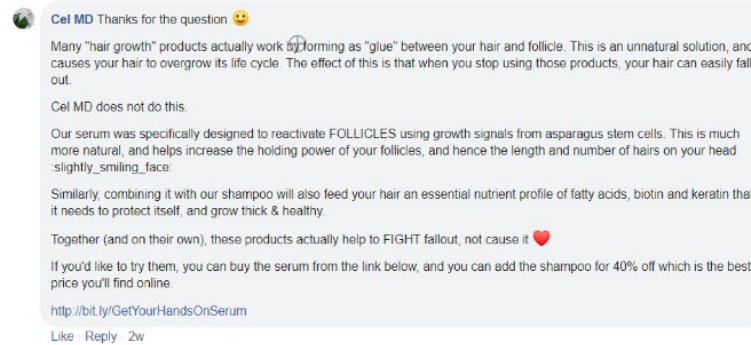 Cel MD Thanks for the question
Many "hair growth" products actually work by forming as "glue" between your hair and follicle. This is an unnatural solution, and
causes your hair to overgrow its life cycle. The effect of this is that when you stop using those products, your hair can easily fall
out.
Cel MD does not do this.
Our serum was specifically designed to reactivate FOLLICLES using growth signals from asparagus stem cells. This is much
more natural, and helps increase the holding power of your follicles, and hence the length and number of hairs on your head
:slightly_smiling_face:
Similarly, combining it with our shampoo will also feed your hair an essential nutrient profile of fatty acids, biotin and keratin that
it needs to protect itself, and grow thick & healthy.
Together (and on their own), these products actually help to FIGHT fallout, not cause it
If you'd like to try them, you can buy the serum from the link below, and you can add the shampoo for 40% off which is the best
price you'll find online.
http://bit.ly/GetYourHandsOnSerum
Like · Reply · 2w